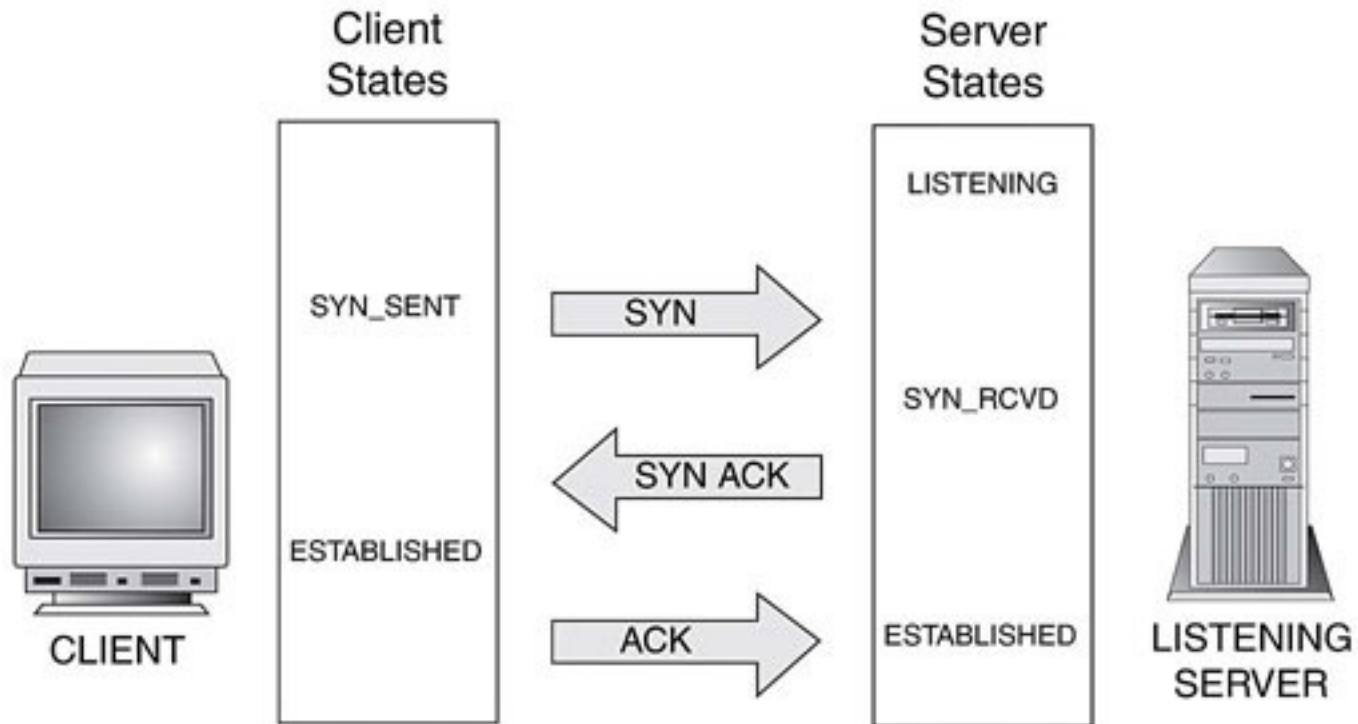 Client
States
Server
States
LISTENING
SYN_SENT
SYN
SYN_RCVD
SYN ACK
ESTABLISHED
ACK
ESTABLISHED
CLIENT
LISTENING
SERVER